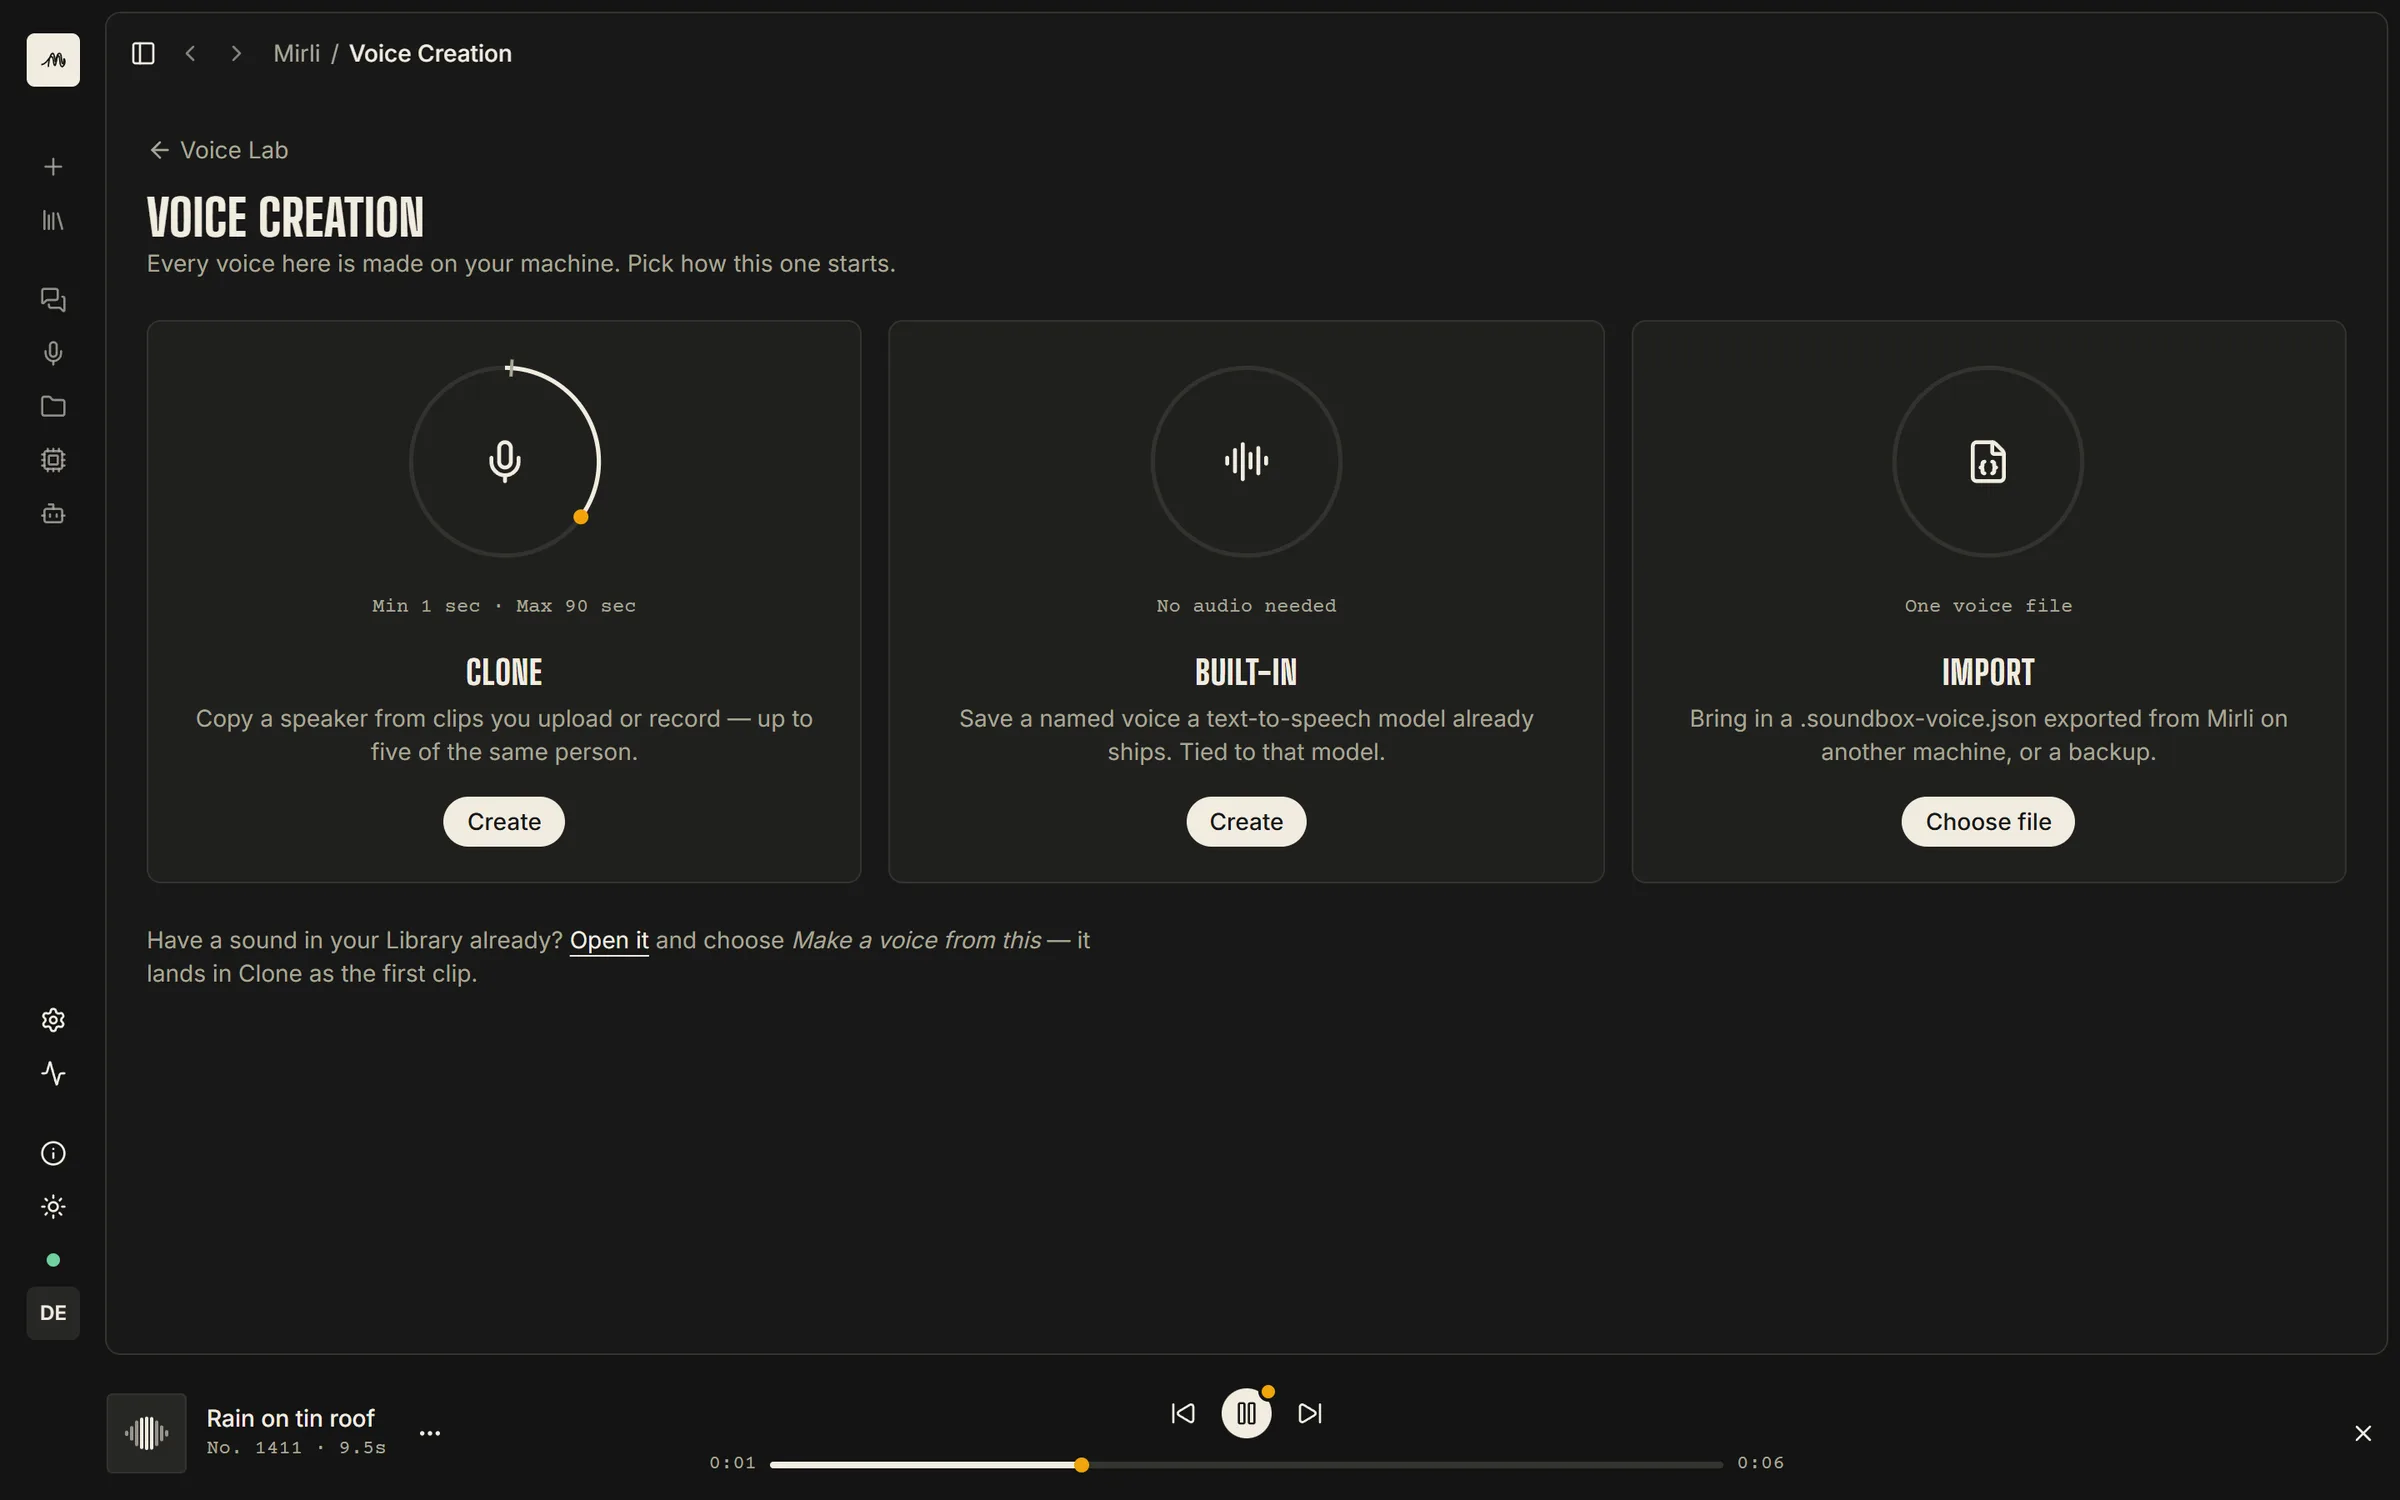 Mirli / Voice Creation
Voice Lab
VOICE CREATION
Every voice here is made on your machine. Pick how this one starts.
Min 1 sec · Max 90 sec
CLONE
Copy a speaker from clips you upload or record — up to
five of the same person.
Create
No audio needed
BUILT-IN
Save a named voice a text-to-speech model already
ships. Tied to that model.
Create
One voice file
IMPORT
Bring in a .soundbox-voice.json exported from Mirli on
another machine, or a backup.
Choose file
Have a sound in your Library already? Open it and choose Make a voice from this — it
lands in Clone as the first clip.
DE
Rain on tin roof
No. 1411 · 9.5s
0:01
0:06